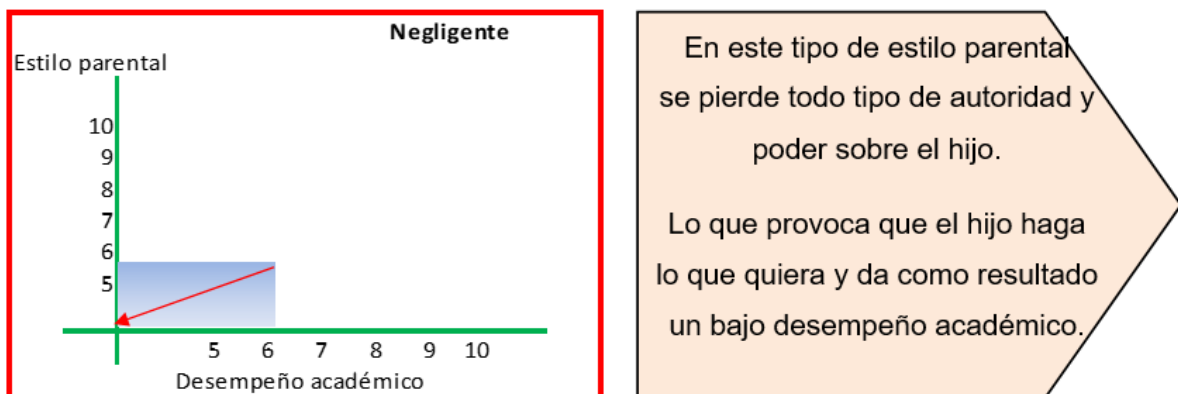 Negligente
Estilo parental
10
9
8
7
6
5
5 6 7 8 9 10
Desempeño académico
En este tipo de estilo parental
se pierde todo tipo de autoridad y
poder sobre el hijo.
Lo que provoca que el hijo haga
lo que quiera y da como resultado
un bajo desempeño académico.